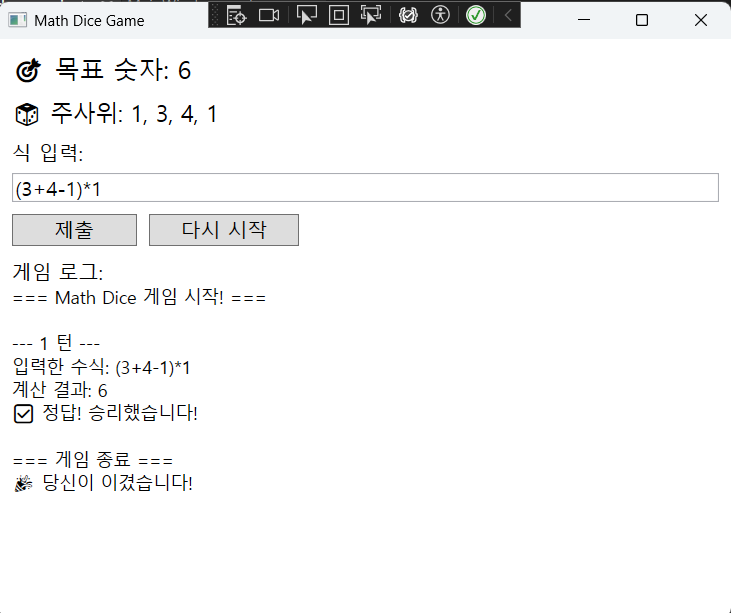 Math Dice Game
🎯 목표 숫자: 6
🎲 주사위: 1, 3, 4, 1
식 입력:
(3+4-1)*1
제출 다시 시작
게임 로그:
=== Math Dice 게임 시작! ===
--- 1 턴 ---
입력한 수식: (3+4-1)*1
계산 결과: 6
☑ 정답! 승리했습니다!
=== 게임 종료 ===
🎉 당신이 이겼습니다!